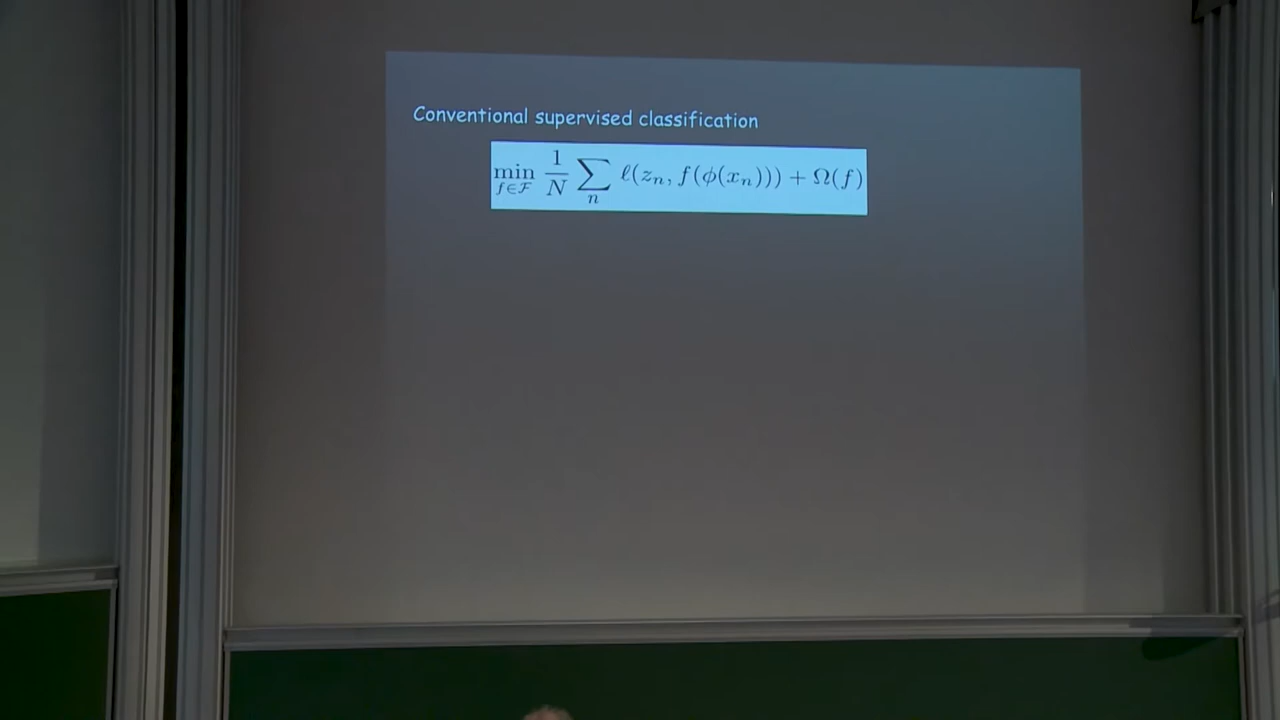 Conventional supervised classification
min_{f∈ℱ} 1/N ∑_n ℓ(z_n, f(ϕ(x_n))) + Ω(f)